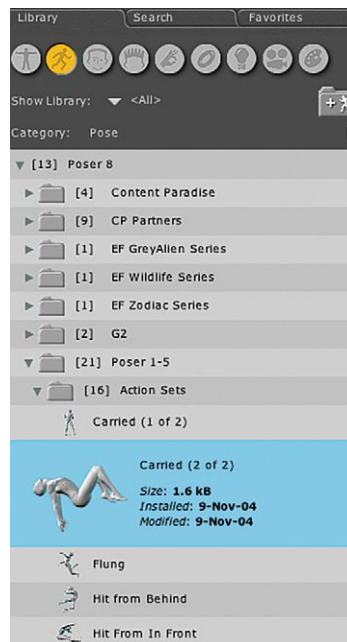 Library Search Favorites
Show Library: <All>
Category: Pose
[13] Poser 8
[4] Content Paradise
[9] CP Partners
[1] EF GreyAlien Series
[1] EF Wildlife Series
[1] EF Zodiac Series
[2] G2
[21] Poser 1-5
[16] Action Sets
Carried (1 of 2)
Carried (2 of 2)
Size: 1.6 kB
Installed: 9-Nov-04
Modified: 9-Nov-04
Flung
Hit from Behind
Hit From In Front